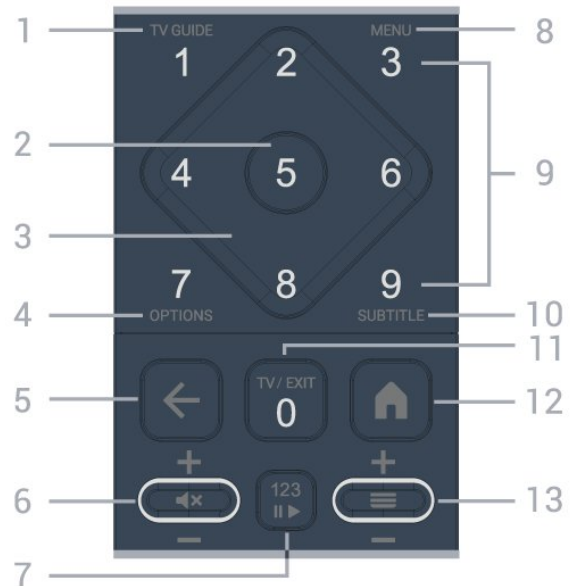 1 TV GUIDE MENU 8
1 2 3
2 4 5 6 9
3
7 8 9
4 OPTIONS SUBTITLE 10
11
5 TV / EXIT 12
0
+ +
6 13
123
- -
7